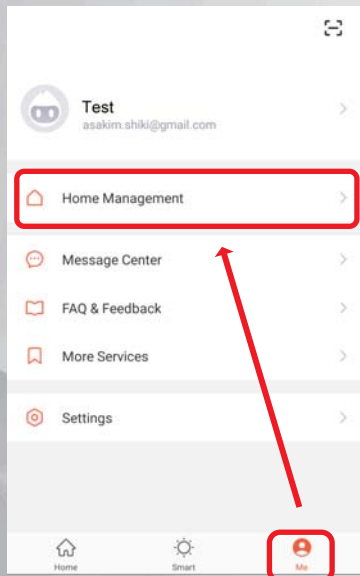 Test
asakim.shiki@gmail.com
Home Management
Message Center
FAQ & Feedback
More Services
Settings
Home
Smart
Me